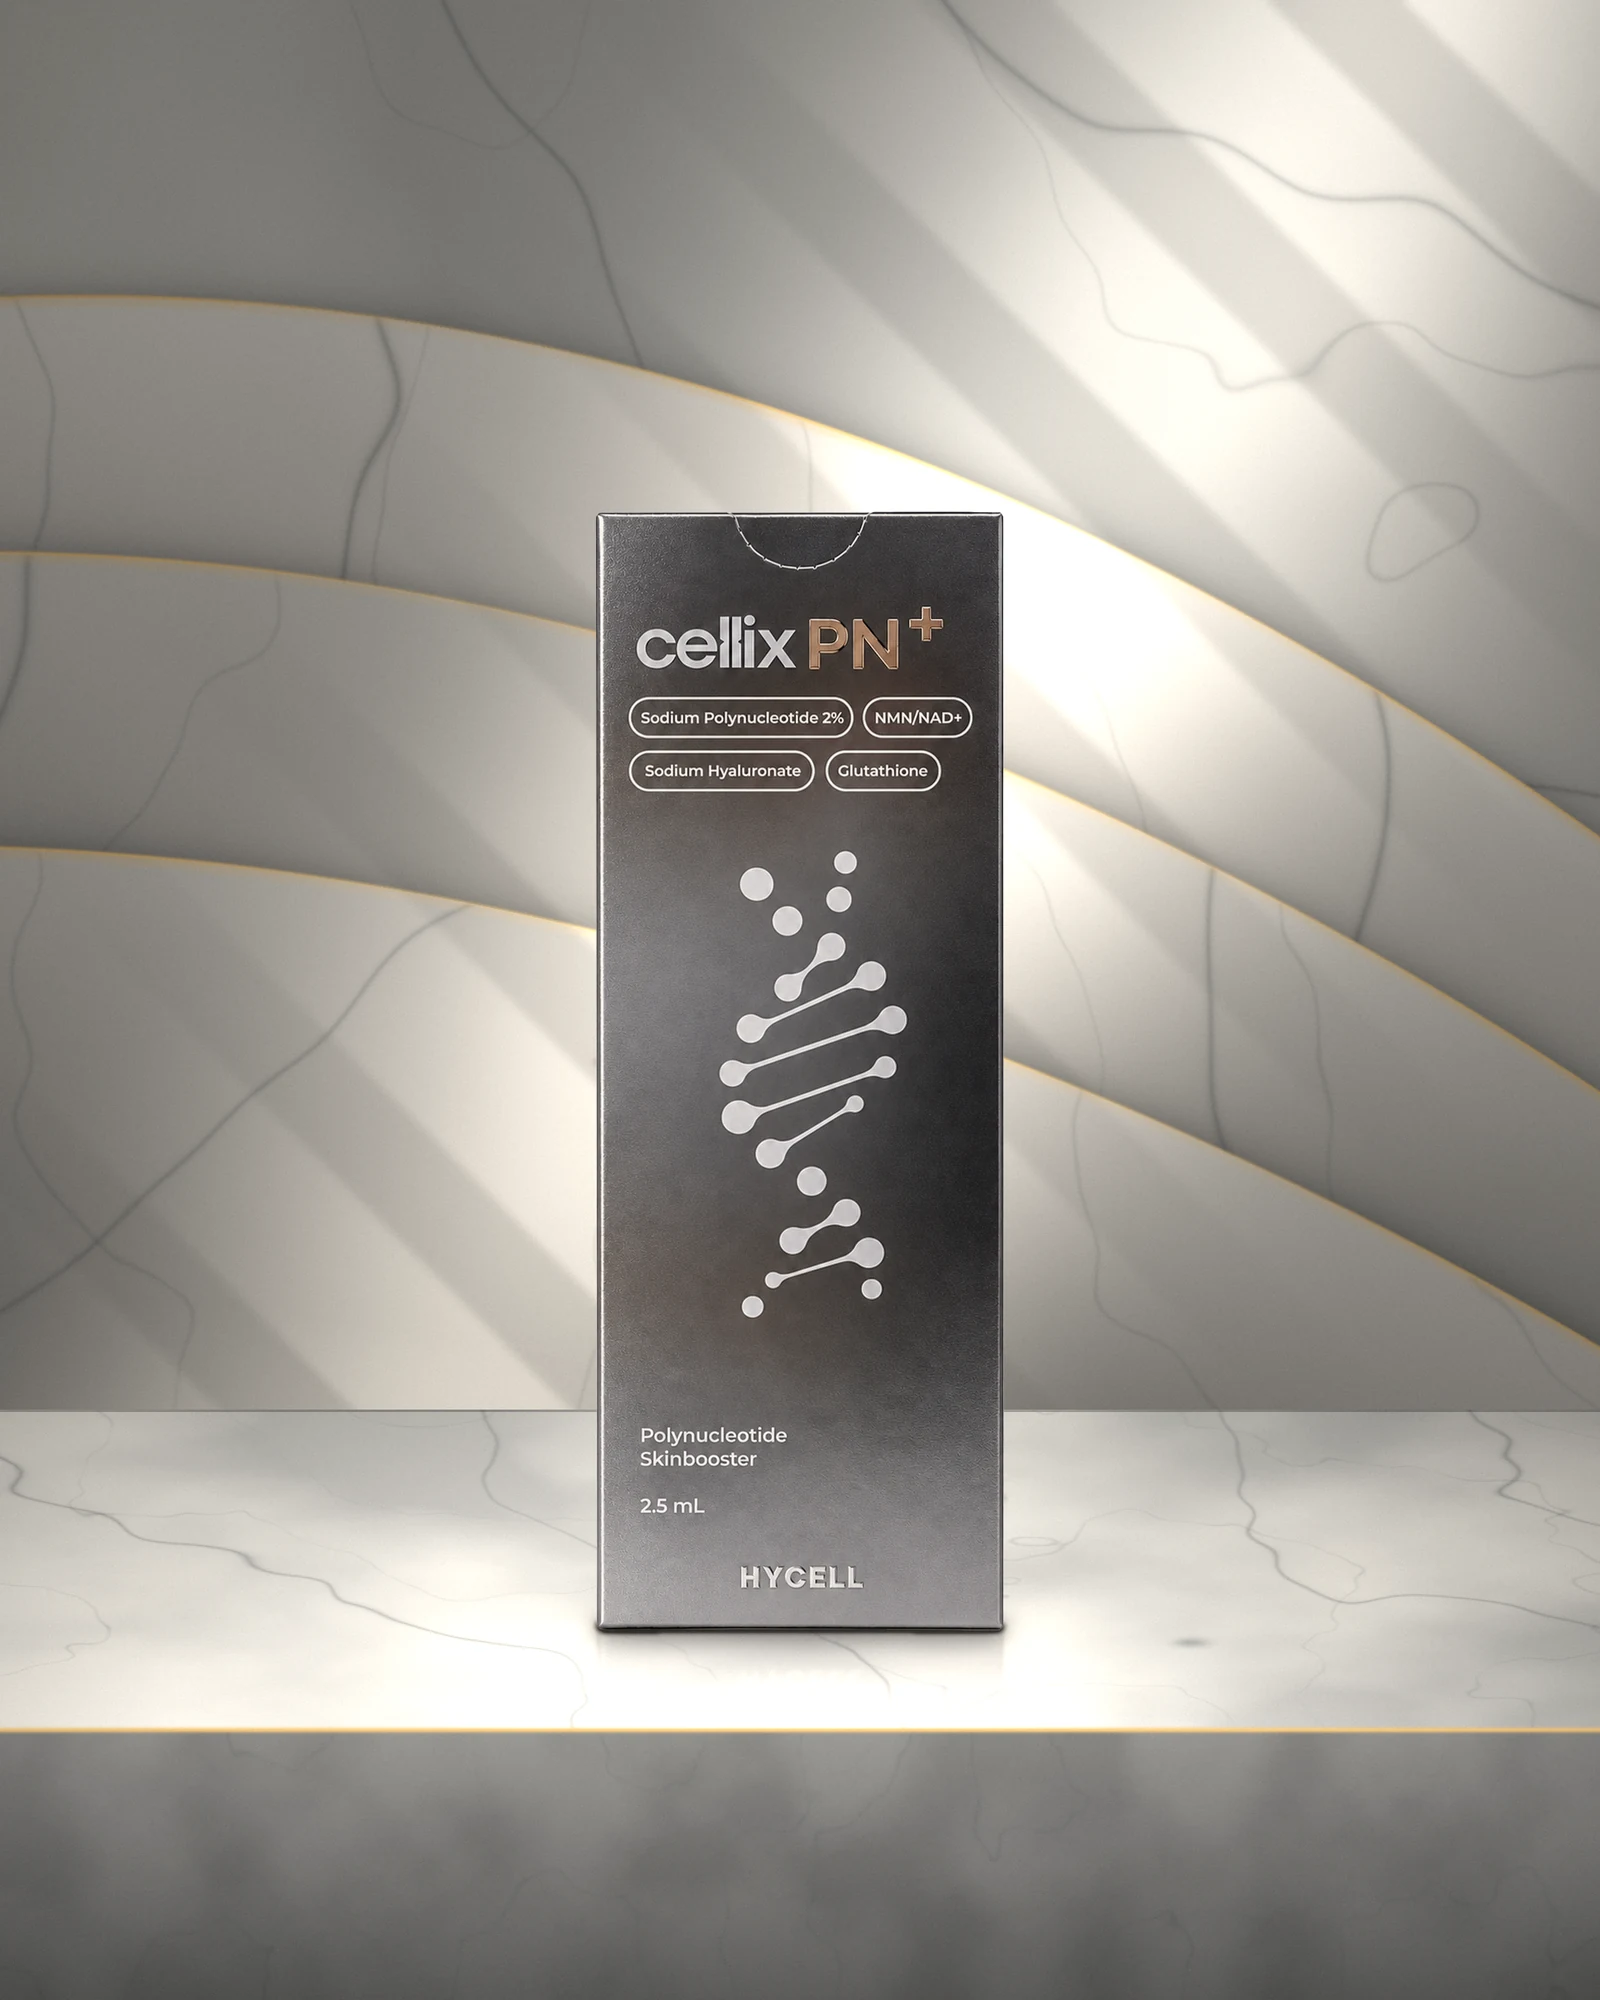 cellix PN+
Sodium Polynucleotide 2% NMN/NAD+
Sodium Hyaluronate Glutathione
Polynucleotide
Skinbooster
2.5 mL
HYCELL